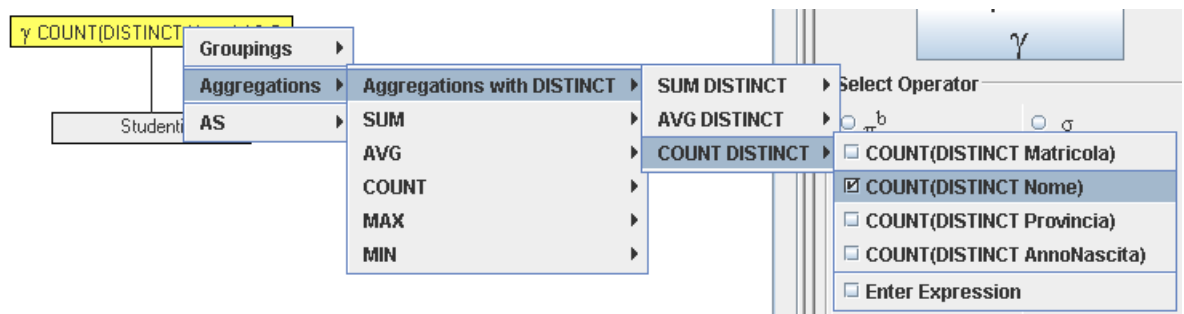 γ COUNT(DISTINCT
γ
Groupings
Aggregations
AS
Studenti
Aggregations with DISTINCT
SUM
AVG
COUNT
MAX
MIN
SUM DISTINCT
AVG DISTINCT
COUNT DISTINCT
Select Operator
π b
σ
COUNT(DISTINCT Matricola)
COUNT(DISTINCT Nome)
COUNT(DISTINCT Provincia)
COUNT(DISTINCT AnnoNascita)
Enter Expression